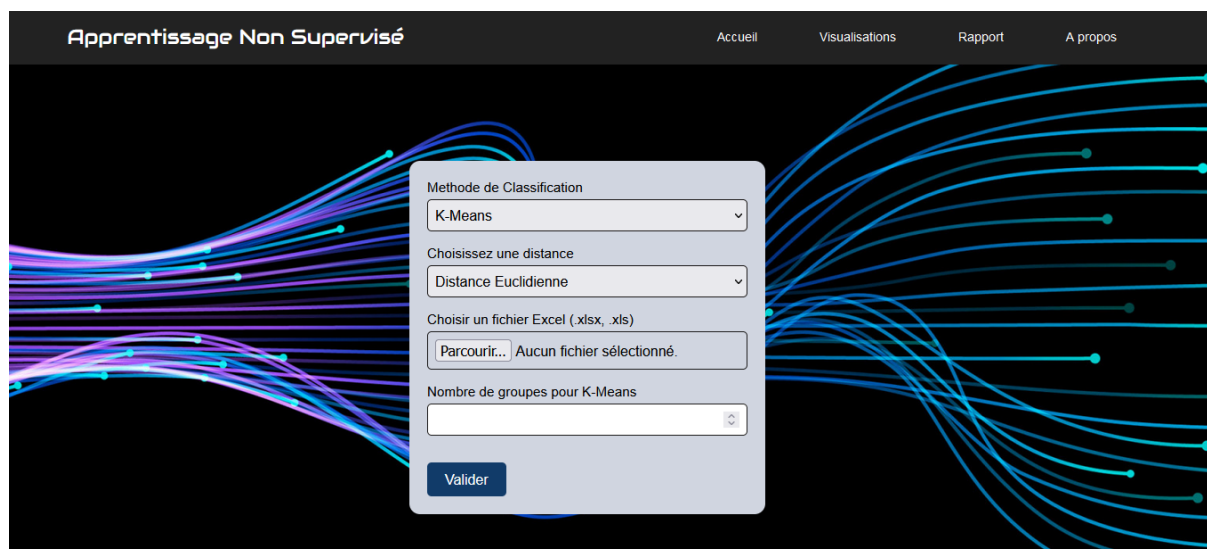 Apprentissage Non Supervisé
Accueil Visualisations Rapport A propos
Methode de Classification
K-Means
Choisissez une distance
Distance Euclidienne
Choisir un fichier Excel (.xlsx, .xls)
Parcourir... Aucun fichier sélectionné.
Nombre de groupes pour K-Means
Valider